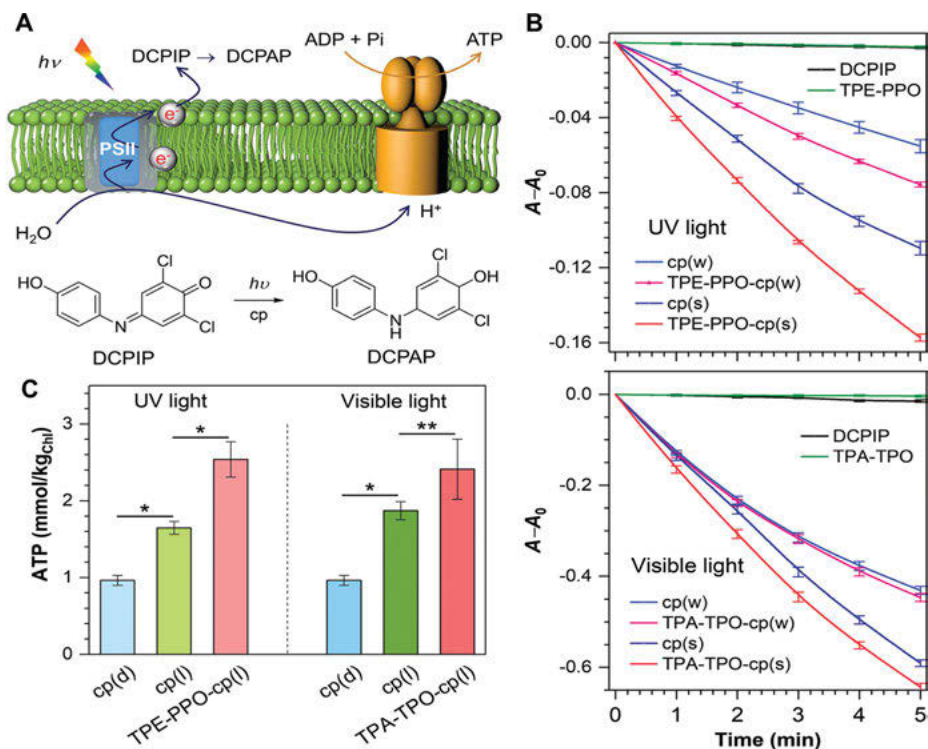 A
hν
DCPIP → DCPAP
ADP + Pi
ATP
e⁻
PSII
e⁻
H₂O
H⁺
HO
Cl
O
N
Cl
DCPIP
hυ
cp
HO
Cl
OH
N
H
Cl
DCPAP
B
0.00
-0.04
-0.08
-0.12
-0.16
A–A₀
DCPIP
TPE-PPO
UV light
cp(w)
TPE-PPO-cp(w)
cp(s)
TPE-PPO-cp(s)
0.0
-0.2
-0.4
-0.6
A–A₀
DCPIP
TPA-TPO
Visible light
cp(w)
TPA-TPO-cp(w)
cp(s)
TPA-TPO-cp(s)
0 1 2 3 4 5
Time (min)
C
UV light
Visible light
ATP (mmol/kgChl)
3
2
1
0
*
*
*
**
cp(d)
cp(l)
TPE-PPO-cp(l)
cp(d)
cp(l)
TPA-TPO-cp(l)